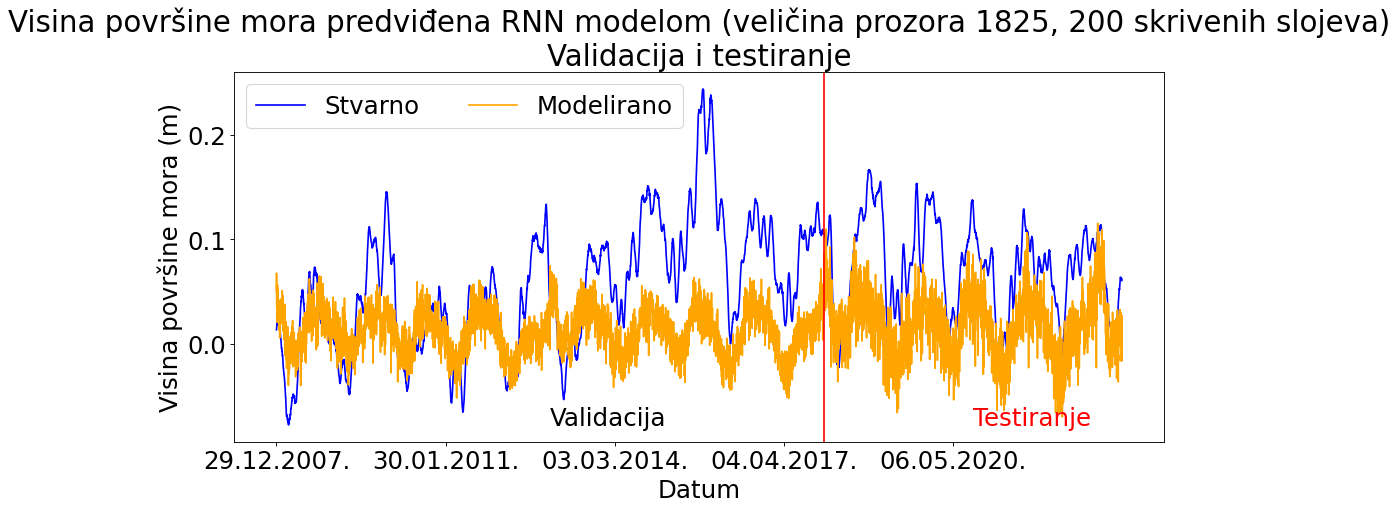 Visina površine mora predviđena RNN modelom (veličina prozora 1825, 200 skrivenih slojeva)
Validacija i testiranje
Stvarno
Modelirano
Visina površine mora (m)
0.2
0.1
0.0
Validacija
Testiranje
29.12.2007.
30.01.2011.
03.03.2014.
04.04.2017.
06.05.2020.
Datum